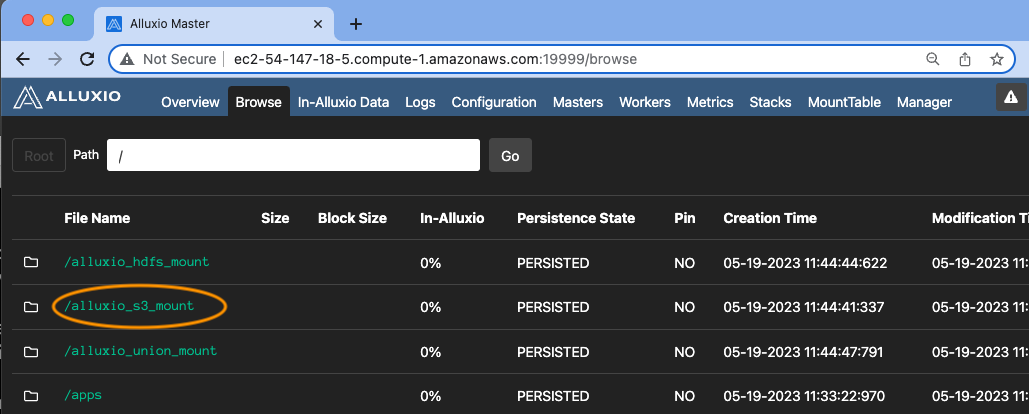 Alluxio Master
Not Secure ec2-54-147-18-5.compute-1.amazonaws.com:19999/browse
ALLUXIO Overview Browse In-Alluxio Data Logs Configuration Masters Workers Metrics Stacks MountTable Manager
Root Path / Go
File Name Size Block Size In-Alluxio Persistence State Pin Creation Time Modification Ti
/alluxio_hdfs_mount 0% PERSISTED NO 05-19-2023 11:44:44:622 05-19-2023 11:
/alluxio_s3_mount 0% PERSISTED NO 05-19-2023 11:44:41:337 05-19-2023 11:
/alluxio_union_mount 0% PERSISTED NO 05-19-2023 11:44:47:791 05-19-2023 11:
/apps 0% PERSISTED NO 05-19-2023 11:33:22:970 05-19-2023 11: